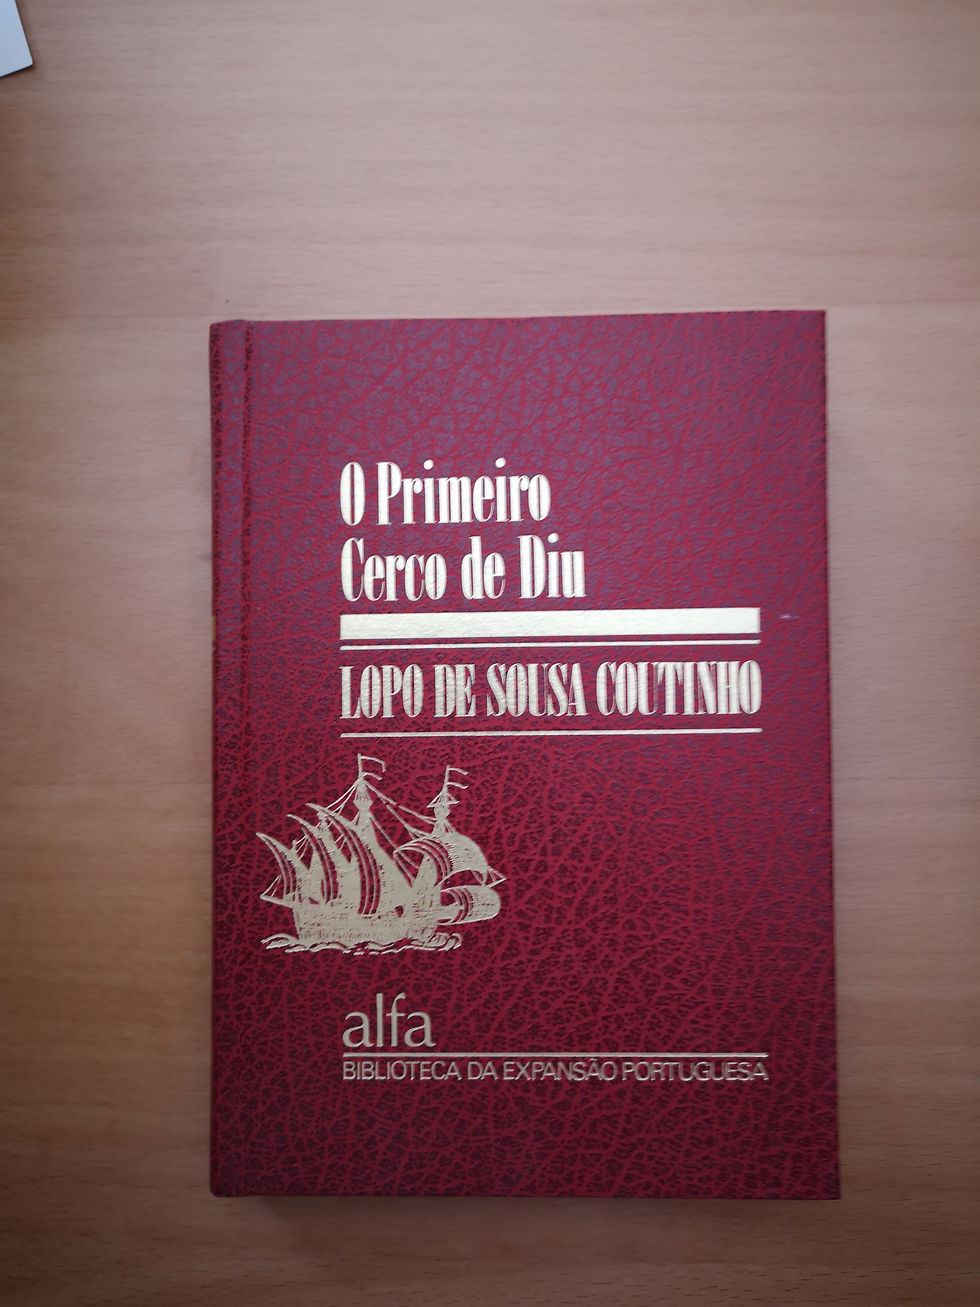 O Primeiro
Cerco de Diu
LOPO DE SOUSA COUTINHO
alfa
BIBLIOTECA DA EXPANSÃO PORTUGUESA